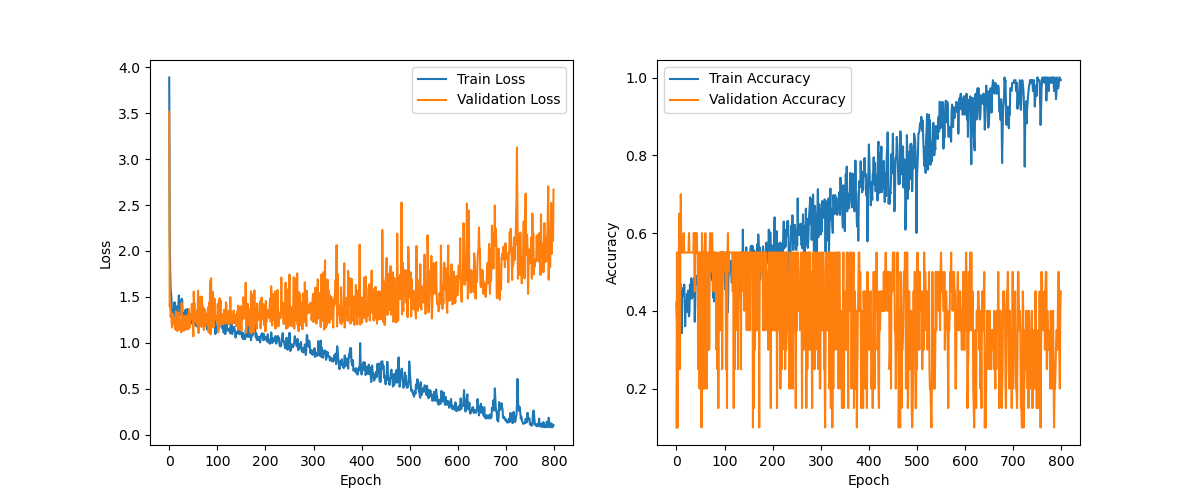 4.0
3.5
3.0
2.5
2.0
1.5
1.0
0.5
0.0
Loss
Train Loss
Validation Loss
0 100 200 300 400 500 600 700 800
Epoch
1.0
0.8
0.6
0.4
0.2
Accuracy
Train Accuracy
Validation Accuracy
0 100 200 300 400 500 600 700 800
Epoch